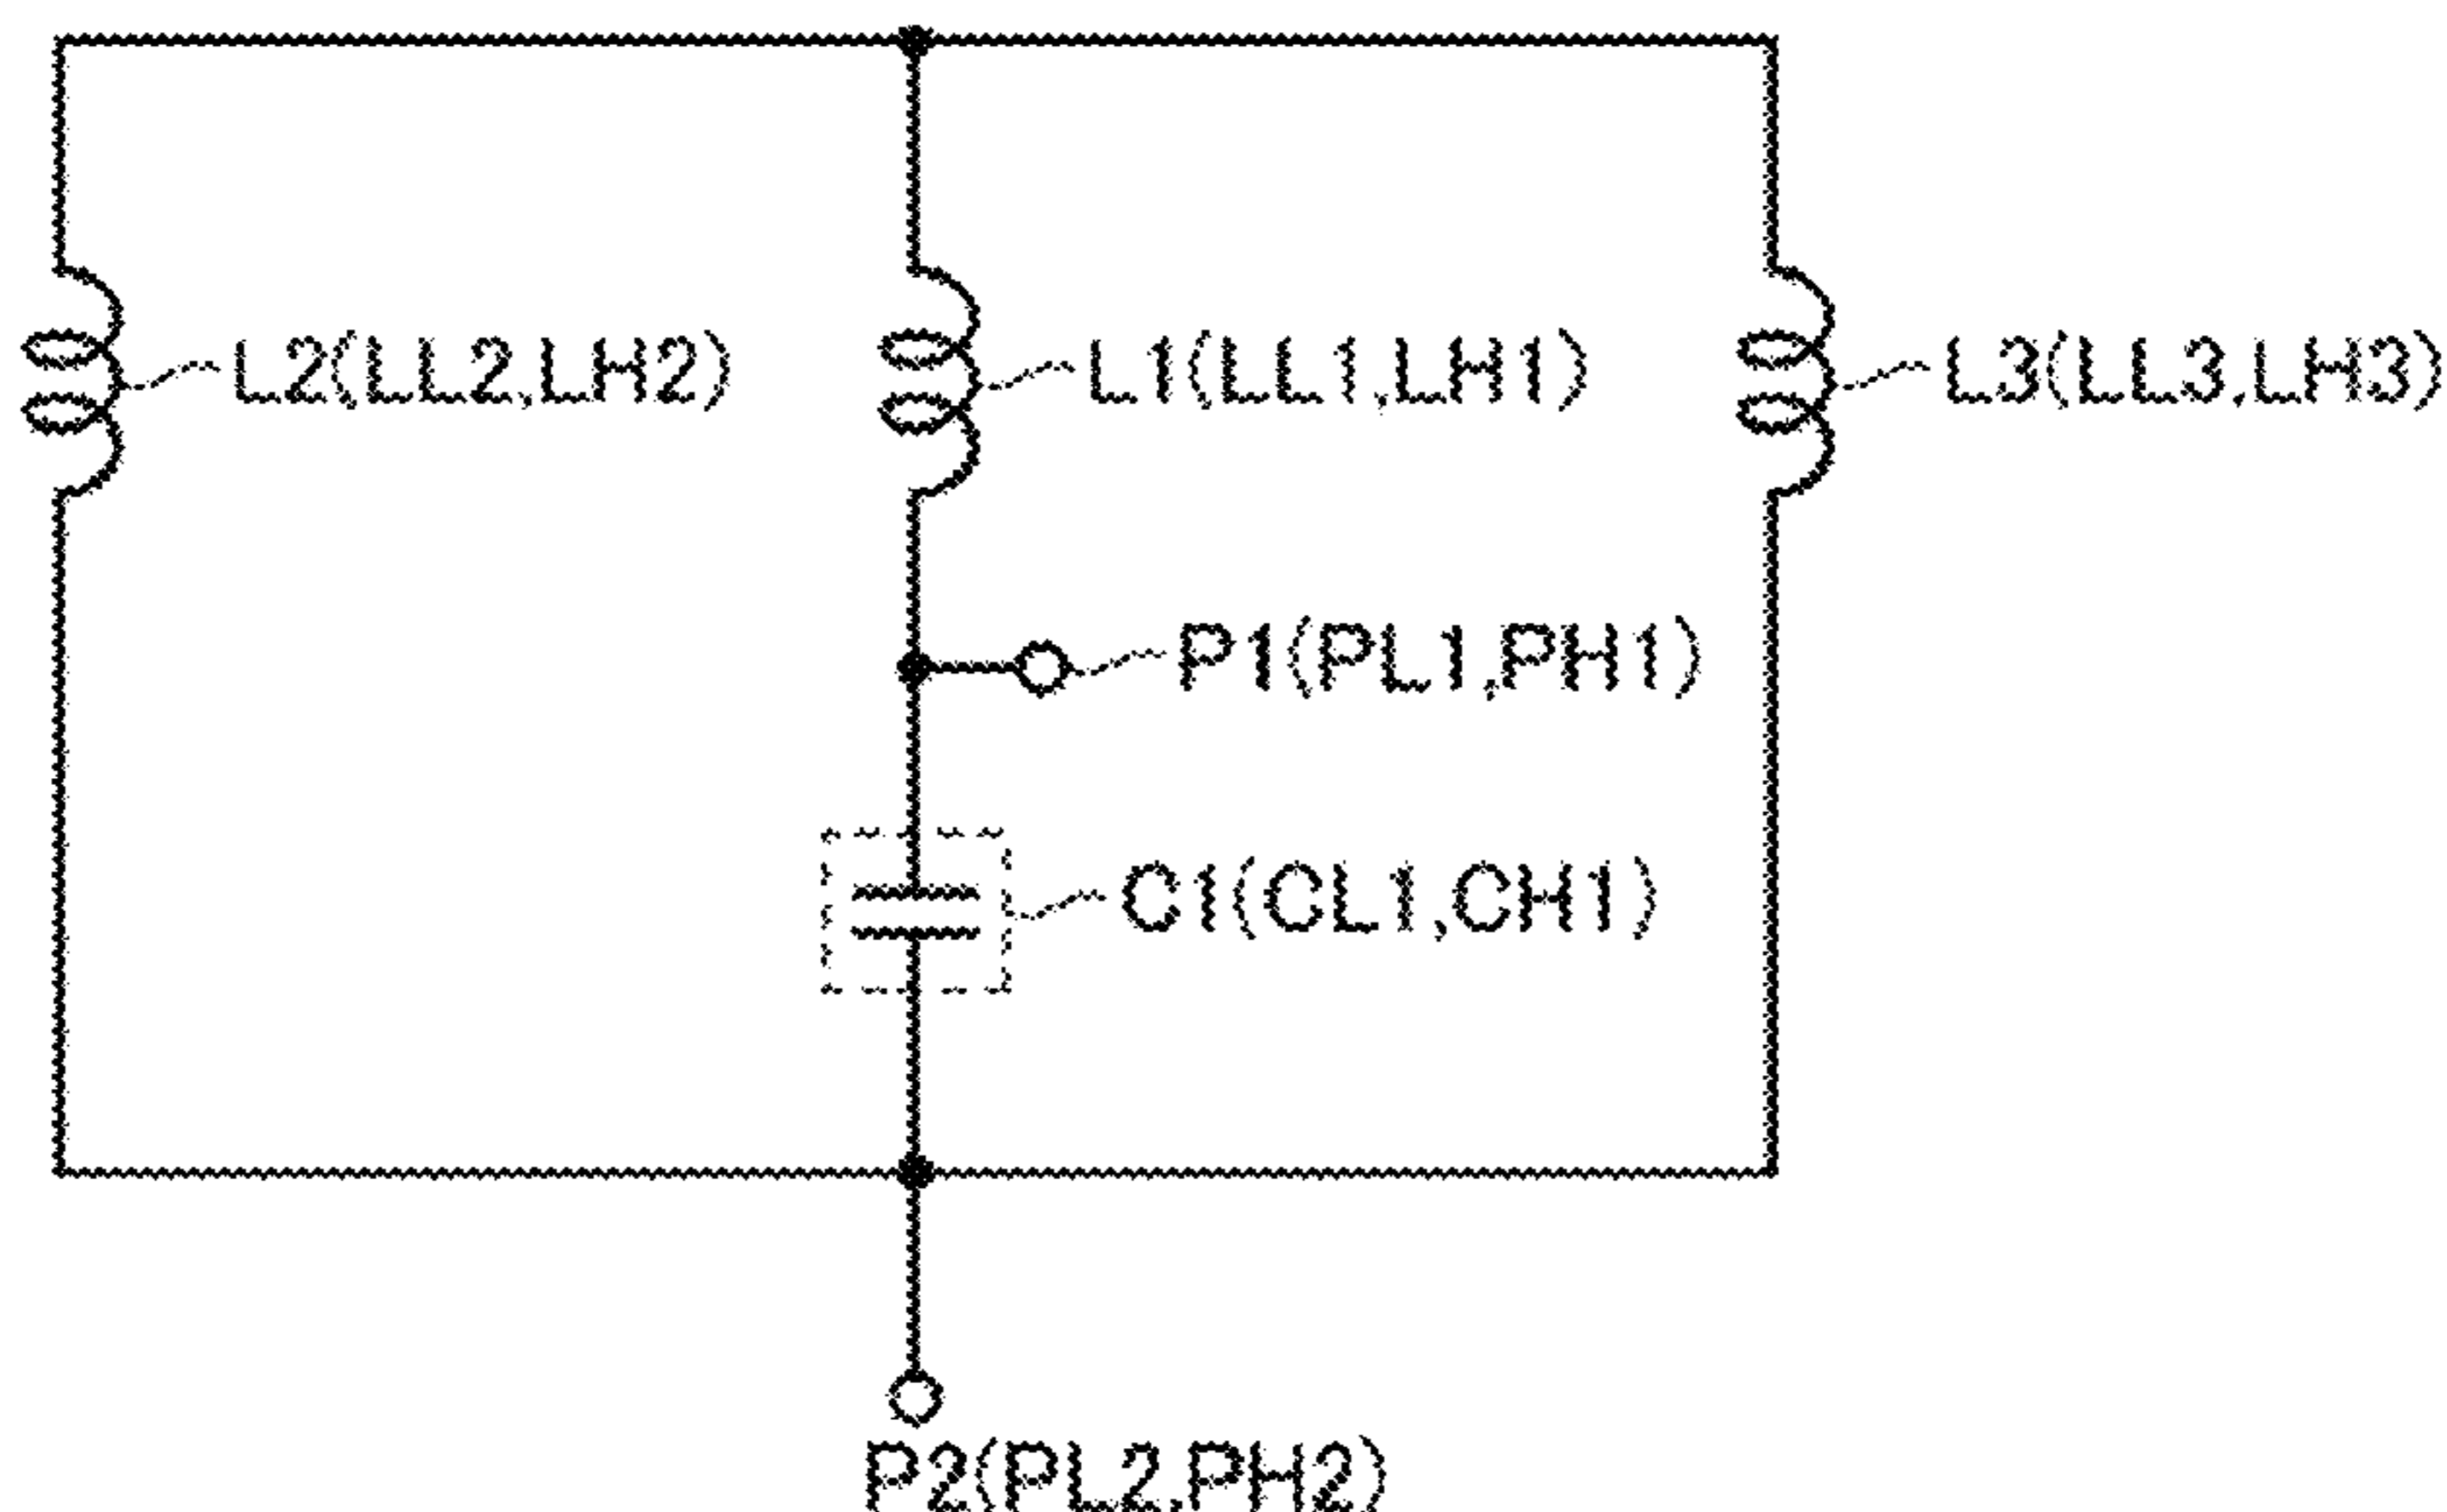 L2(LL2,LH2)
L1(LL1,LH1)
L3(LL3,LH3)
P1(PL1,PH1)
C1(CL1,CH1)
P2(PL2,PH2)